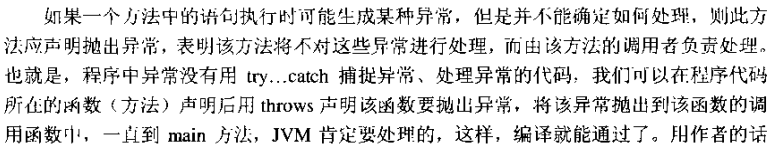 如果一个方法中的语句执行时可能生成某种异常，但是并不能确定如何处理，则此方
法应声明抛出异常，表明该方法将不对这些异常进行处理，而由该方法的调用者负责处理。
也就是，程序中异常没有用 try…catch 捕捉异常、处理异常的代码，我们可以在程序代码
所在的函数（方法）声明后用 throws 声明该函数要抛出异常，将该异常抛出到该函数的调
用函数中，一直到 main 方法，JVM 肯定要处理的，这样，编译就能通过了。用作者的话